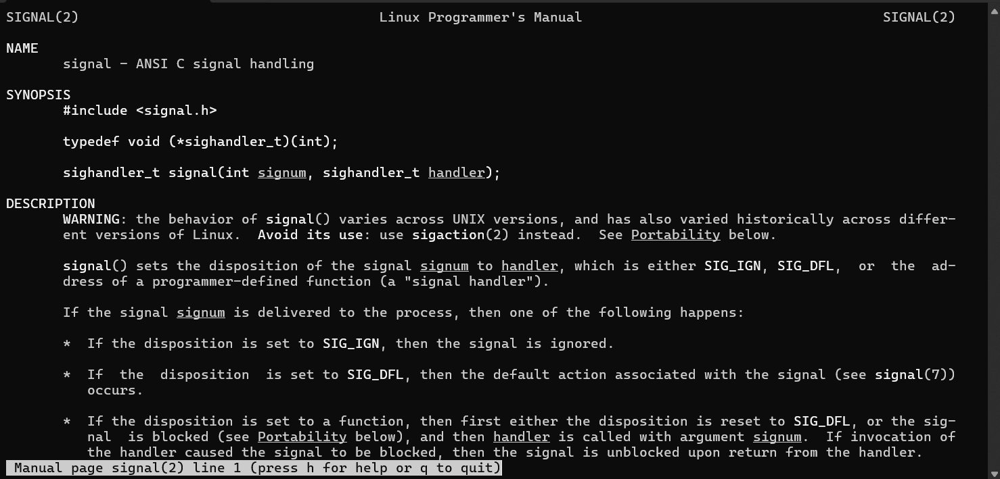 SIGNAL(2) Linux Programmer's Manual SIGNAL(2)
NAME
signal - ANSI C signal handling
SYNOPSIS
#include <signal.h>
typedef void (*sighandler_t)(int);
sighandler_t signal(int signum, sighandler_t handler);
DESCRIPTION
WARNING: the behavior of signal() varies across UNIX versions, and has also varied historically across differ-
ent versions of Linux. Avoid its use: use sigaction(2) instead. See Portability below.
signal() sets the disposition of the signal signum to handler, which is either SIG_IGN, SIG_DFL, or the ad-
dress of a programmer-defined function (a "signal handler").
If the signal signum is delivered to the process, then one of the following happens:
* If the disposition is set to SIG_IGN, then the signal is ignored.
* If the disposition is set to SIG_DFL, then the default action associated with the signal (see signal(7))
occurs.
* If the disposition is set to a function, then first either the disposition is reset to SIG_DFL, or the sig-
nal is blocked (see Portability below), and then handler is called with argument signum. If invocation of
the handler caused the signal to be blocked, then the signal is unblocked upon return from the handler.
Manual page signal(2) line 1 (press h for help or q to quit)